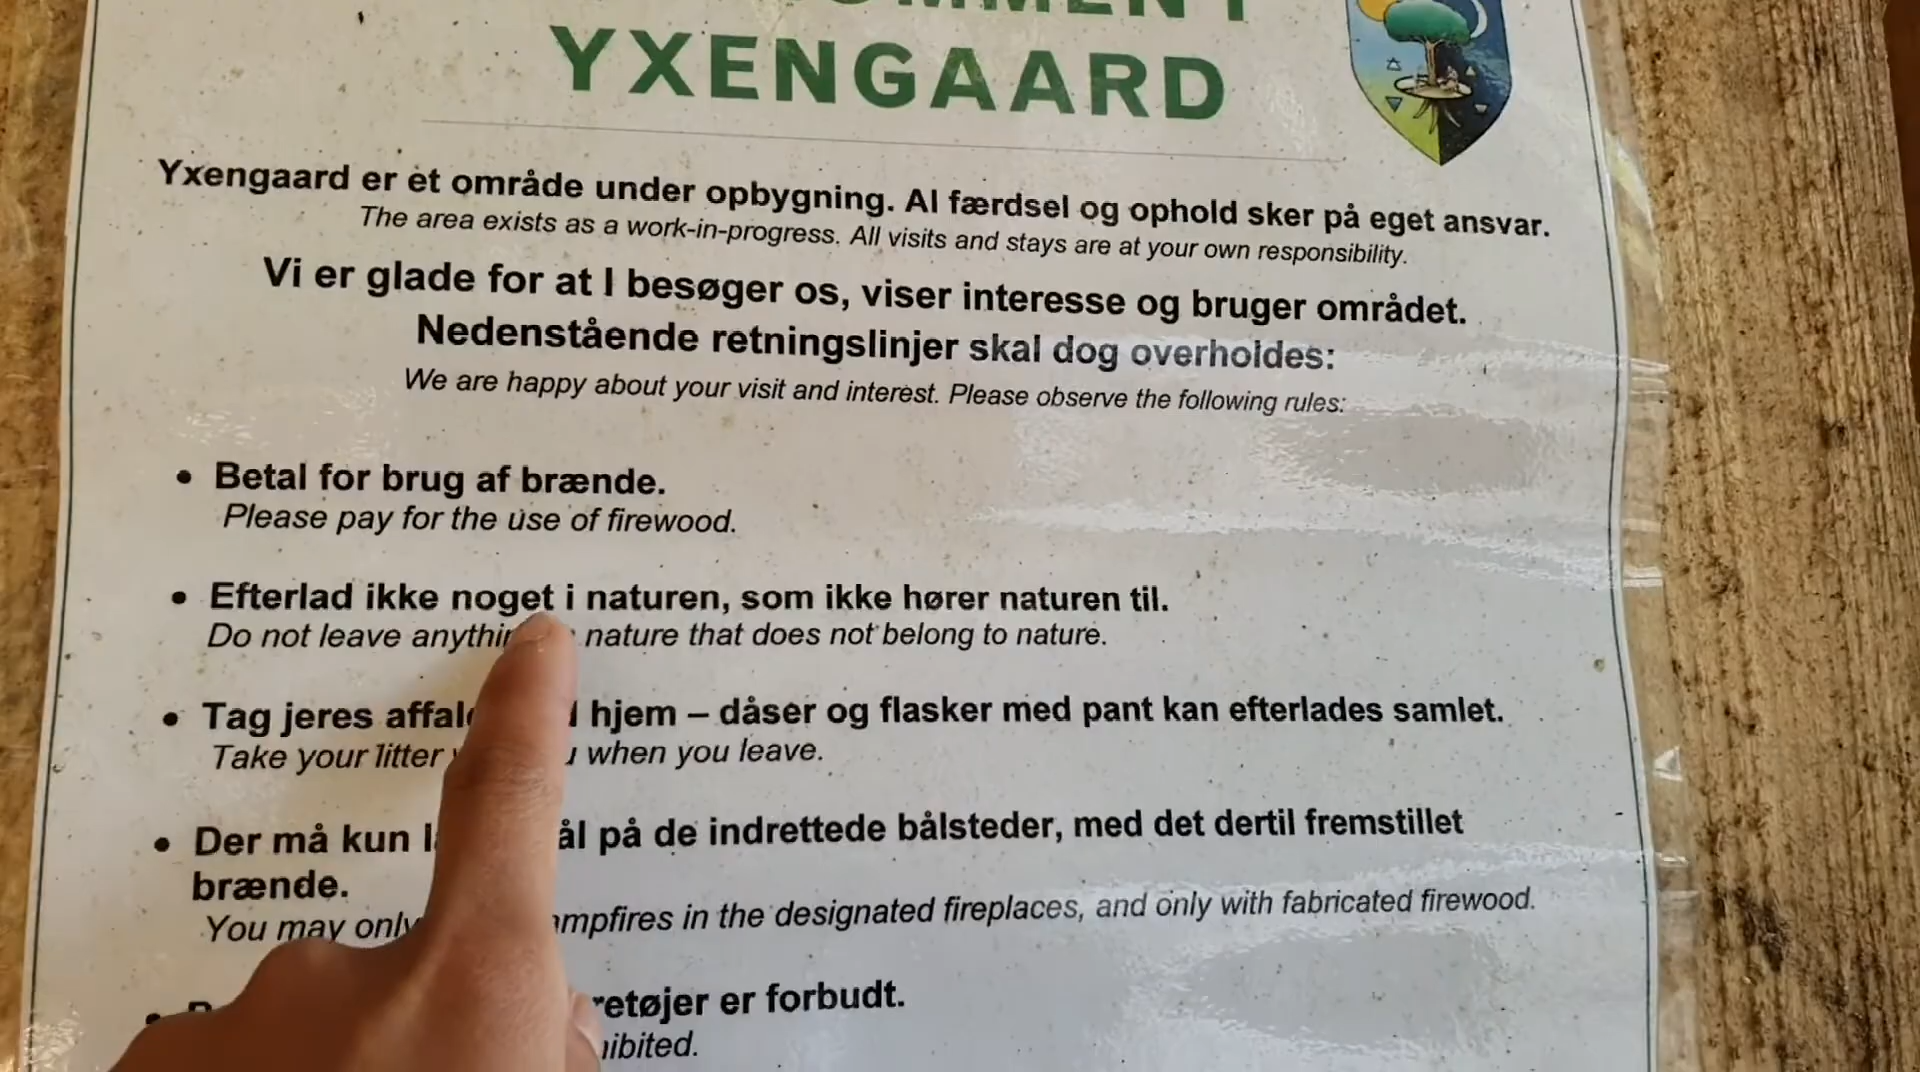 YXENGAARD
Yxengaard er et område under opbygning. Al færdsel og ophold sker på eget ansvar.
The area exists as a work-in-progress. All visits and stays are at your own responsibility.
Vi er glade for at I besøger os, viser interesse og bruger området.
Nedenstående retningslinjer skal dog overholdes:
We are happy about your visit and interest. Please observe the following rules:
• Betal for brug af brænde.
Please pay for the use of firewood.
• Efterlad ikke noget i naturen, som ikke hører naturen til.
Do not leave nature that does not belong to nature.
• Tag jeres hjem – dåser og flasker med pant kan efterlades samlet.
Take your litter when you leave.
• Der må kun på de indrettede bålsteder, med det dertil fremstillet
brænde.
You may only in the designated fireplaces, and only with fabricated firewood.
er forbudt.